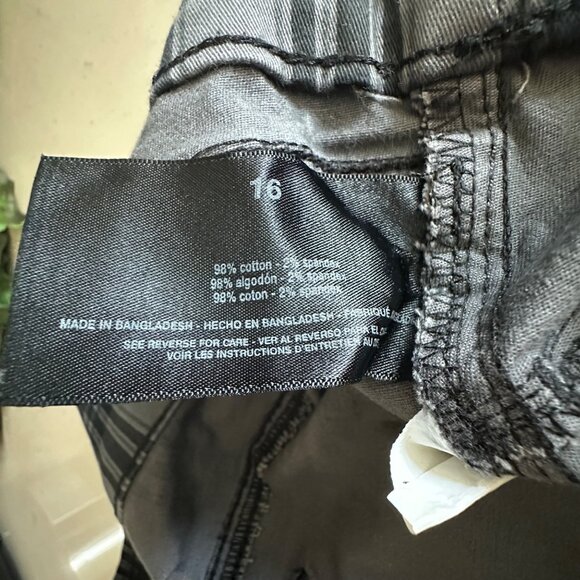 16
98% cotton - 2% spandex
98% algodón - 2% spandex
98% coton - 2% spandex
MADE IN BANGLADESH - HECHO EN BANGLADESH - FABRIQUÉ
SEE REVERSE FOR CARE - VER AL REVERSO PARA EL
VOIR LES INSTRUCTIONS D'ENTRETIEN AU